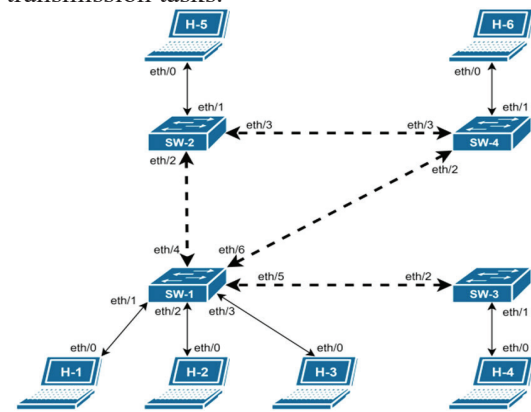 transmission tasks.
H-5
H-6
eth/0
eth/0
eth/1
eth/1
eth/3
eth/3
SW-2
SW-4
eth/2
eth/2
eth/4
eth/6
eth/5
eth/2
eth/1
SW-1
SW-3
eth/2
eth/3
eth/1
eth/0
eth/0
eth/0
eth/0
H-1
H-2
H-3
H-4